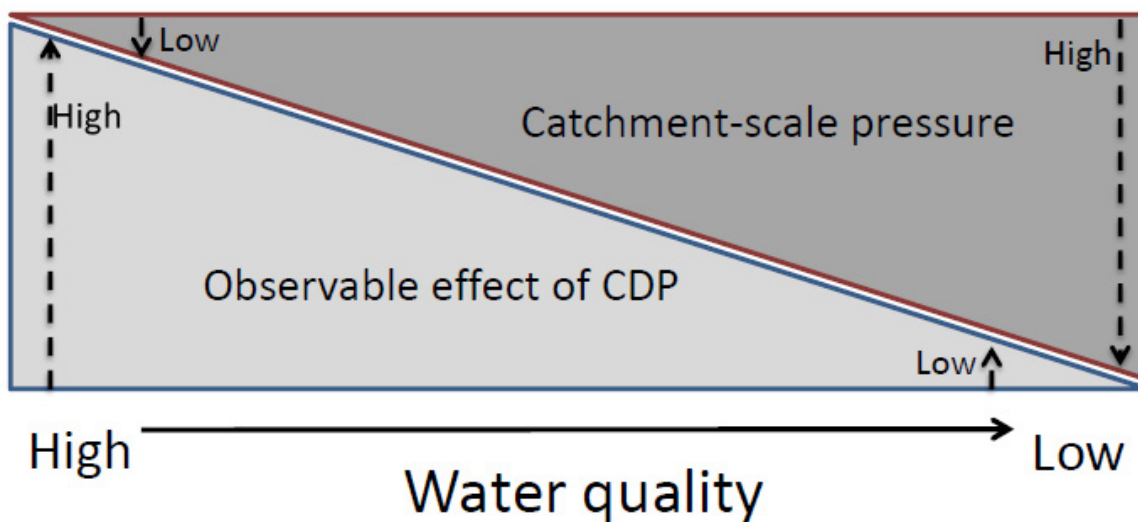 Low
High
High
Catchment-scale pressure
Observable effect of CDP
Low
High
Low
Water quality